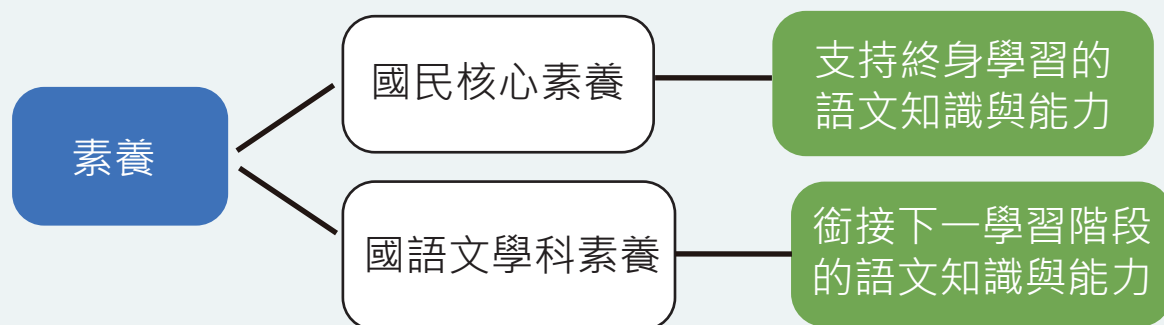 素養
國民核心素養
支持終身學習的
語文知識與能力
國語文學科素養
銜接下一學習階段
的語文知識與能力